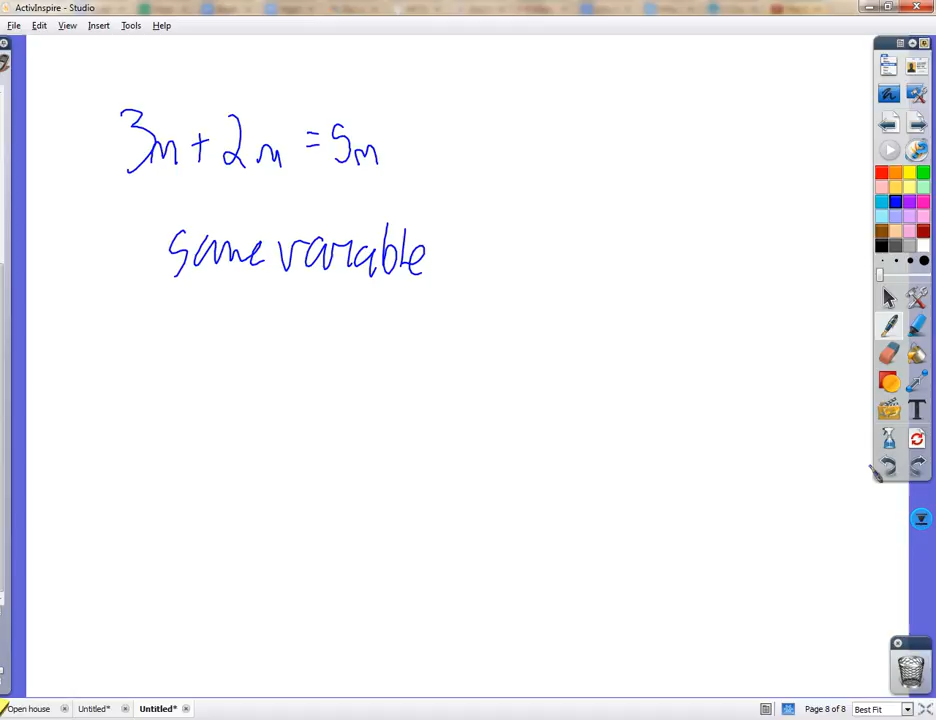 ActivInspire - Studio
File Edit View Insert Tools Help
3m + 2m = 5m
same variable
Open house Untitled* Untitled* Page 8 of 8 Best Fit